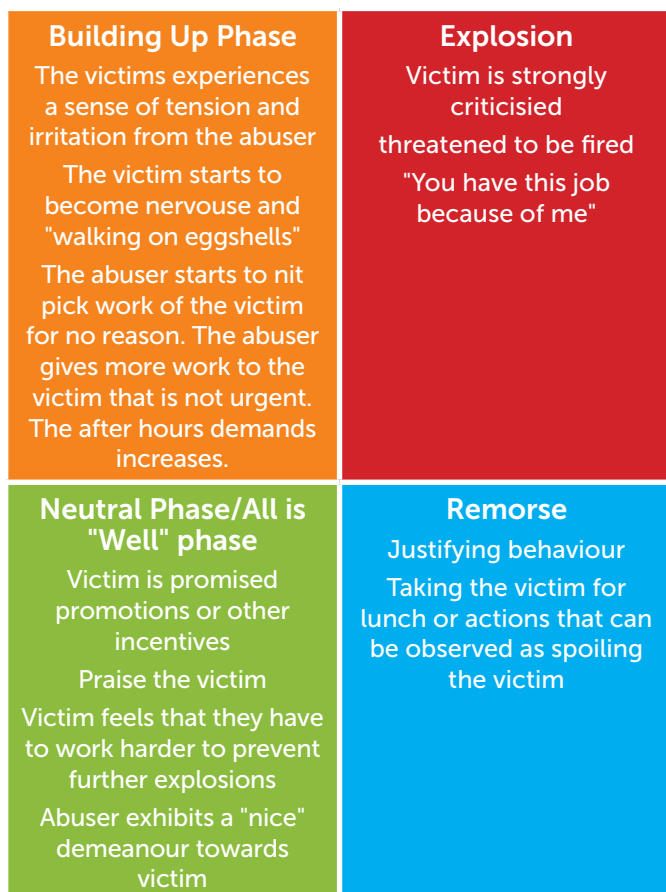 Building Up Phase
The victims experiences
a sense of tension and
irritation from the abuser
The victim starts to
become nervouse and
"walking on eggshells"
The abuser starts to nit
pick work of the victim
for no reason. The abuser
gives more work to the
victim that is not urgent.
The after hours demands
increases.
Explosion
Victim is strongly
criticisied
threatened to be fired
"You have this job
because of me"
Neutral Phase/All is
"Well" phase
Victim is promised
promotions or other
incentives
Praise the victim
Victim feels that they have
to work harder to prevent
further explosions
Abuser exhibits a "nice"
demeanour towards
victim
Remorse
Justifying behaviour
Taking the victim for
lunch or actions that can
be observed as spoiling
the victim